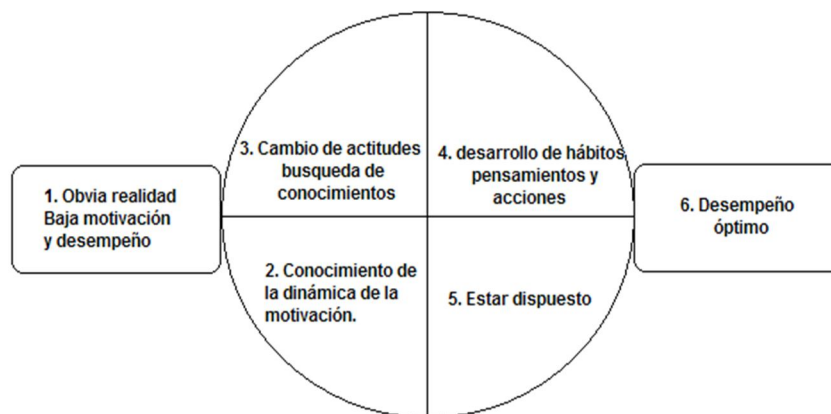 1. Obvia realidad
Baja motivación
y desempeño
2. Conocimiento de
la dinámica de la
motivación.
3. Cambio de actitudes
busqueda de
conocimientos
4. desarrollo de hábitos
pensamientos y
acciones
5. Estar dispuesto
6. Desempeño
óptimo